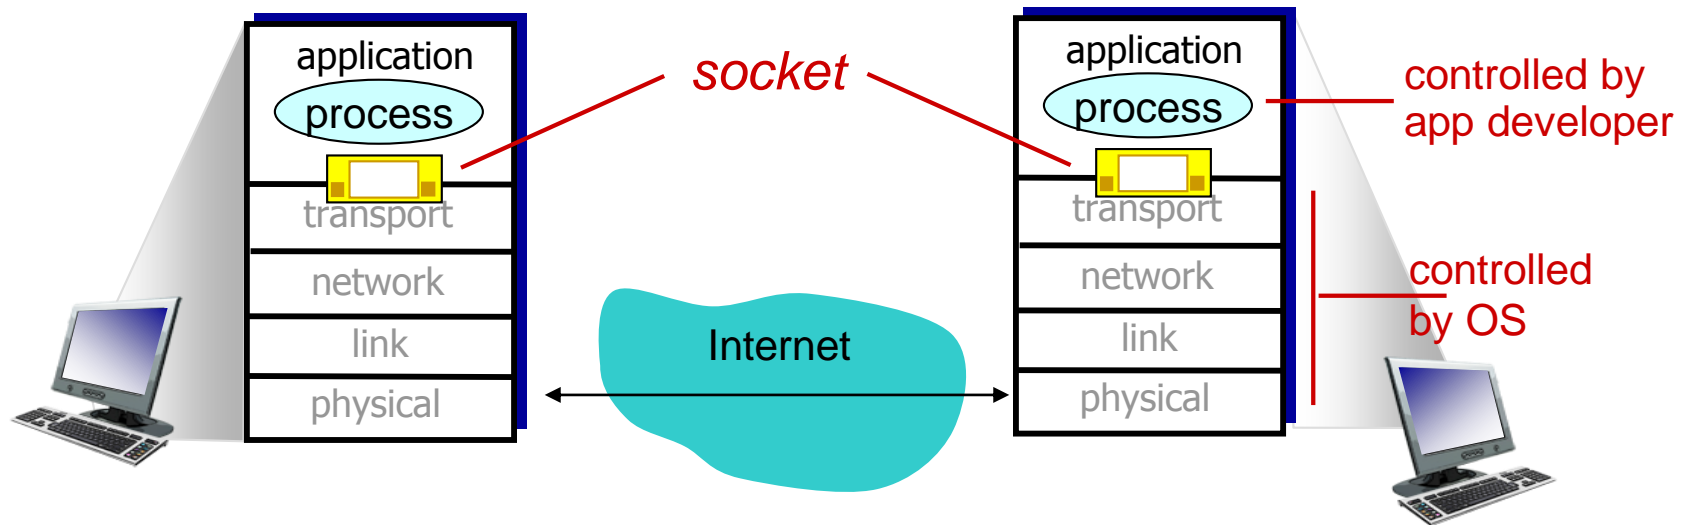 application
process
transport
network
link
physical
socket
Internet
application
process
transport
network
link
physical
controlled by
app developer
controlled
by OS